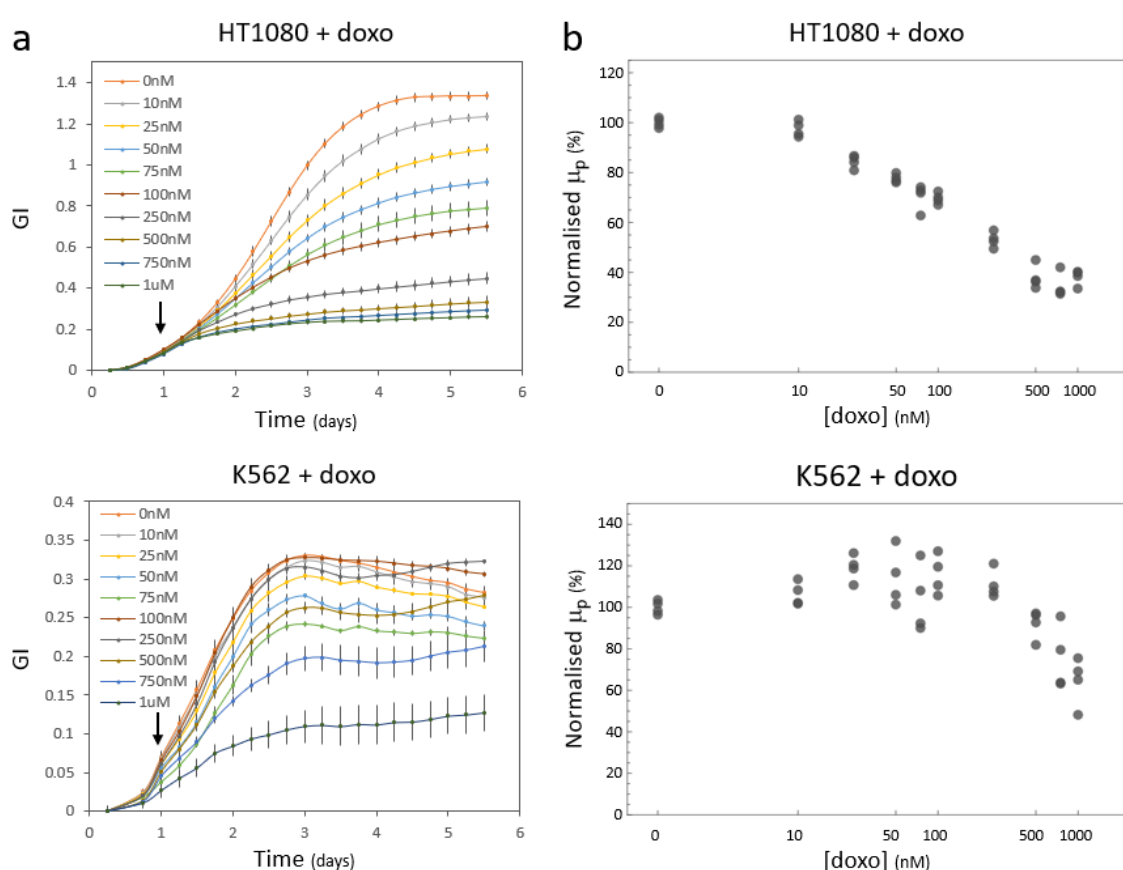 a
HT1080 + doxo
GI
1.4
1.2
1
0.8
0.6
0.4
0.2
0
0nM
10nM
25nM
50nM
75nM
100nM
250nM
500nM
750nM
1uM
0 1 2 3 4 5 6
Time (days)
b
HT1080 + doxo
Normalised μp (%)
120
100
80
60
40
20
0
0 10 50 100 500 1000
[doxo] (nM)
K562 + doxo
GI
0.4
0.35
0.3
0.25
0.2
0.15
0.1
0.05
0
0nM
10nM
25nM
50nM
75nM
100nM
250nM
500nM
750nM
1uM
0 1 2 3 4 5 6
Time (days)
K562 + doxo
Normalised μp (%)
140
120
100
80
60
40
20
0
0 10 50 100 500 1000
[doxo] (nM)